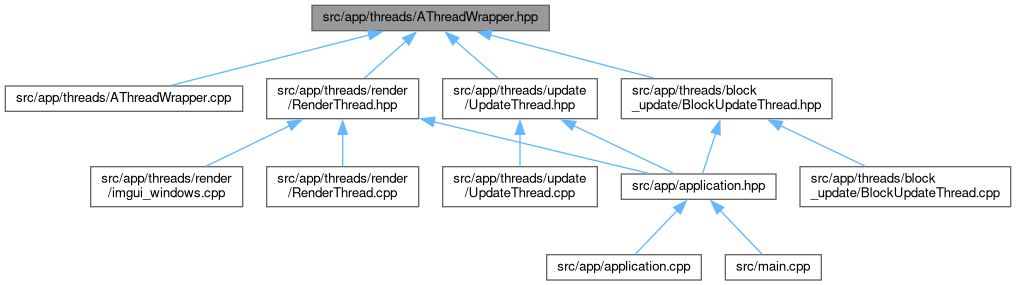 src/app/threads/AThreadWrapper.hpp
src/app/threads/AThreadWrapper.cpp
src/app/threads/render
/RenderThread.hpp
src/app/threads/update
/UpdateThread.hpp
src/app/threads/block
_update/BlockUpdateThread.hpp
src/app/threads/render
/imgui_windows.cpp
src/app/threads/render
/RenderThread.cpp
src/app/threads/update
/UpdateThread.cpp
src/app/application.hpp
src/app/threads/block
_update/BlockUpdateThread.cpp
src/app/application.cpp
src/main.cpp